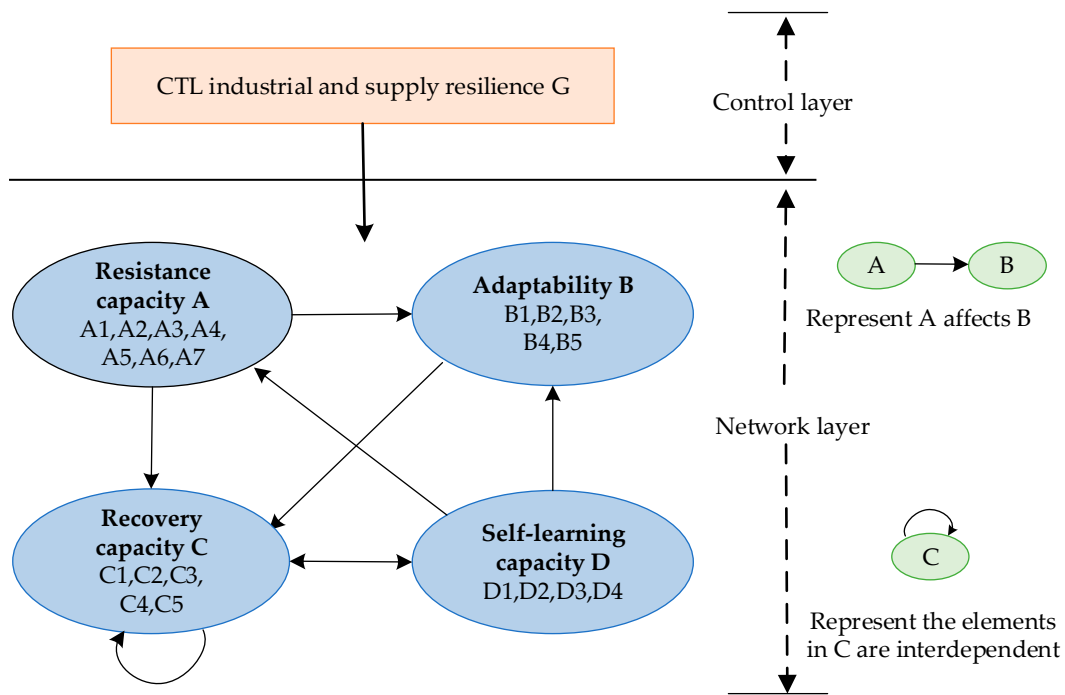 CTL industrial and supply resilience G
Control layer
Resistance
capacity A
A1,A2,A3,A4,
A5,A6,A7
Adaptability B
B1,B2,B3,
B4,B5
A
B
Represent A affects B
Network layer
Recovery
capacity C
C1,C2,C3,
C4,C5
Self-learning
capacity D
D1,D2,D3,D4
C
Represent the elements
in C are interdependent